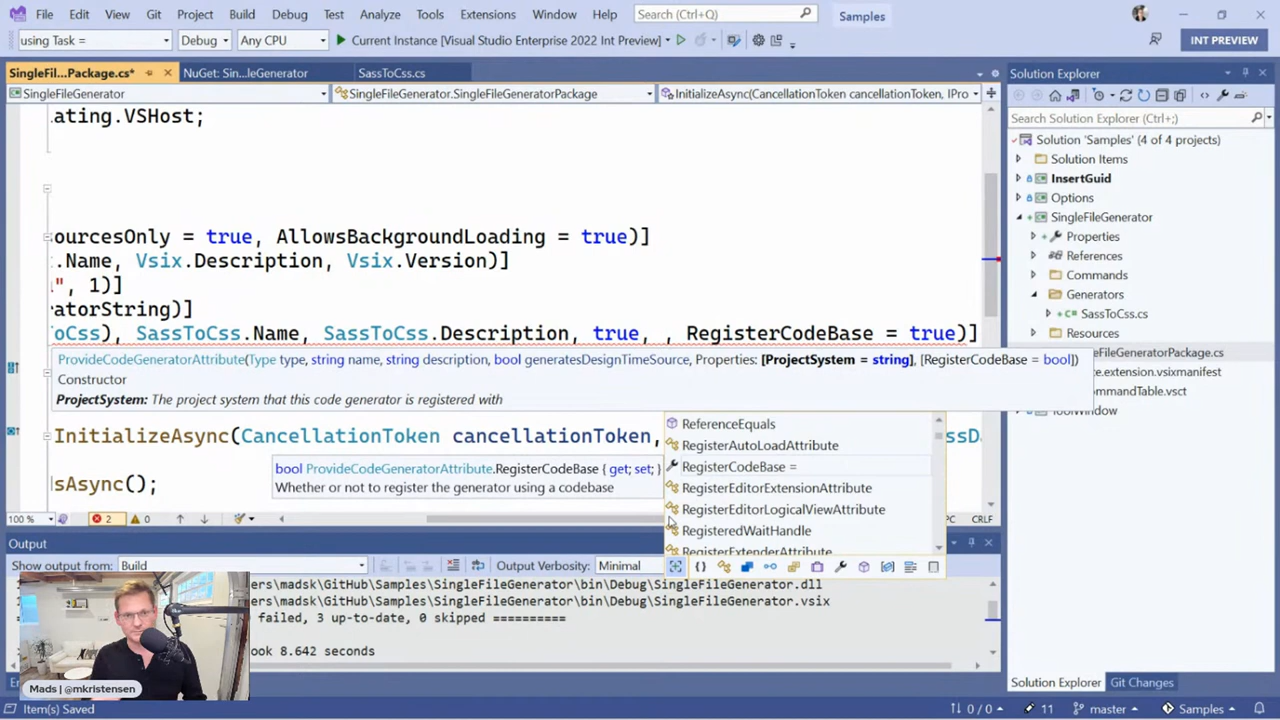 File Edit View Git Project Build Debug Test Analyze Tools Extensions Window Help Search (Ctrl+Q) Samples
using Task = Debug Any CPU Current Instance [Visual Studio Enterprise 2022 Int Preview] INT PREVIEW
SingleFil...Package.cs* NuGet: Sin...leGenerator SassToCss.cs
SingleFileGenerator SingleFileGenerator.SingleFileGeneratorPackage InitializeAsync(CancellationToken cancellationToken, IPro
ating.VSHost;
ourcesOnly = true, AllowsBackgroundLoading = true)]
.Name, Vsix.Description, Vsix.Version)]
", 1)]
ratorString)]
oCss), SassToCss.Name, SassToCss.Description, true, , RegisterCodeBase = true)]
ProvideCodeGeneratorAttribute(Type type, string name, string description, bool generatesDesignTimeSource, Properties: [ProjectSystem = string], [RegisterCodeBase = bool])
Constructor
ProjectSystem: The project system that this code generator is registered with
InitializeAsync(CancellationToken cancellationToken,
sAsync();
bool ProvideCodeGeneratorAttribute.RegisterCodeBase { get; set; }
Whether or not to register the generator using a codebase
ReferenceEquals
RegisterAutoLoadAttribute
RegisterCodeBase =
RegisterEditorExtensionAttribute
RegisterEditorLogicalViewAttribute
RegisteredWaitHandle
RegisterExtenderAttribute
100 % 2 0 PC CRLF
Output
Show output from: Build Output Verbosity: Minimal
ers/madsk/GitHub/Samples/SingleFileGenerator/bin/Debug/SingleFileGenerator.dll
ers/madsk/GitHub/Samples/SingleFileGenerator/bin/Debug/SingleFileGenerator.vsix
failed, 3 up-to-date, 0 skipped ==========
ook 8.642 seconds
Mads | @mkristensen
Solution Explorer
Search Solution Explorer (Ctrl+;)
Solution 'Samples' (4 of 4 projects)
Solution Items
InsertGuid
Options
SingleFileGenerator
Properties
References
Commands
Generators
SassToCss.cs
Resources
eFileGeneratorPackage.cs
e.extension.vsixmanifest
ommandTable.vsct
ToolWindow
Solution Explorer Git Changes
Item(s) Saved 0 / 0 11 master Samples